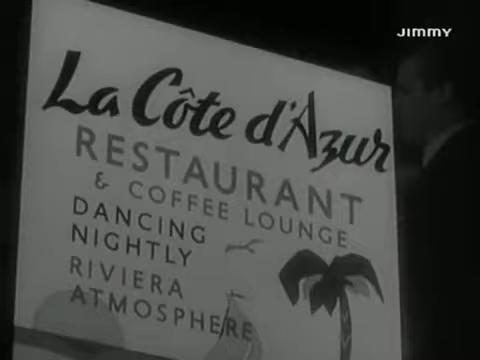 JIMMY
La Côte d'Azur
RESTAURANT
& COFFEE LOUNGE
DANCING
NIGHTLY
RIVIERA
ATMOSPHERE